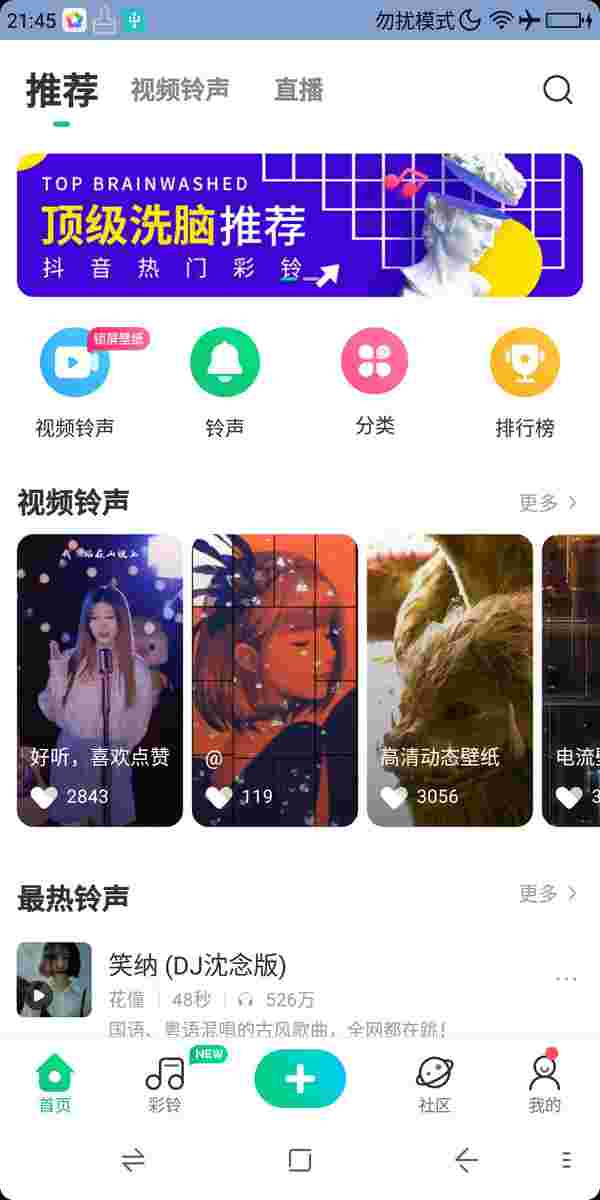 21:45
勿扰模式
推荐
视频铃声
直播
TOP BRAINWASHED
顶级洗脑推荐
抖音热门彩铃
锁屏壁纸
视频铃声
铃声
分类
排行榜
视频铃声
更多
好听，喜欢点赞
2843
@
119
高清动态壁纸
3056
电流
3
最热铃声
更多
笑纳 (DJ沈念版)
花僮
48秒
526万
国语、粤语混唱的古风歌曲，全网都在跳！
首页
彩铃
NEW
社区
我的